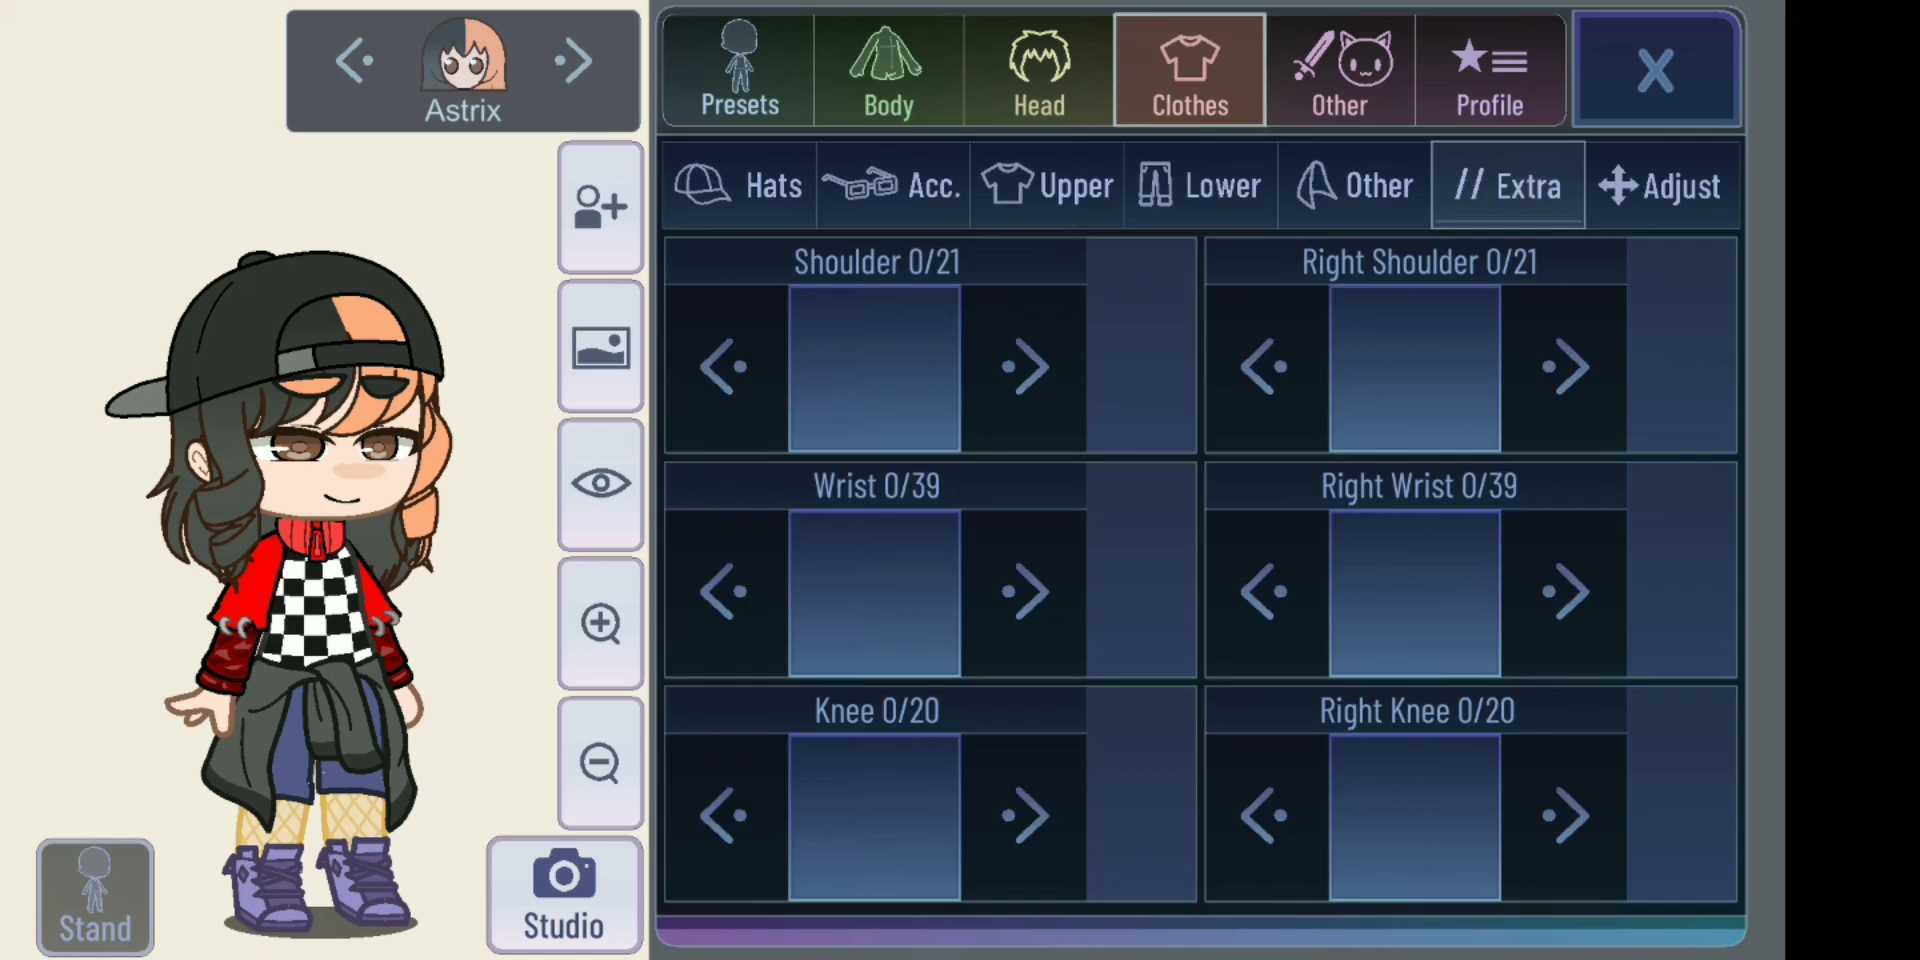 Astrix
Presets
Body
Head
Clothes
Other
Profile
X
Hats
Acc.
Upper
Lower
Other
// Extra
Adjust
Shoulder 0/21
Right Shoulder 0/21
Wrist 0/39
Right Wrist 0/39
Knee 0/20
Right Knee 0/20
Stand
Studio